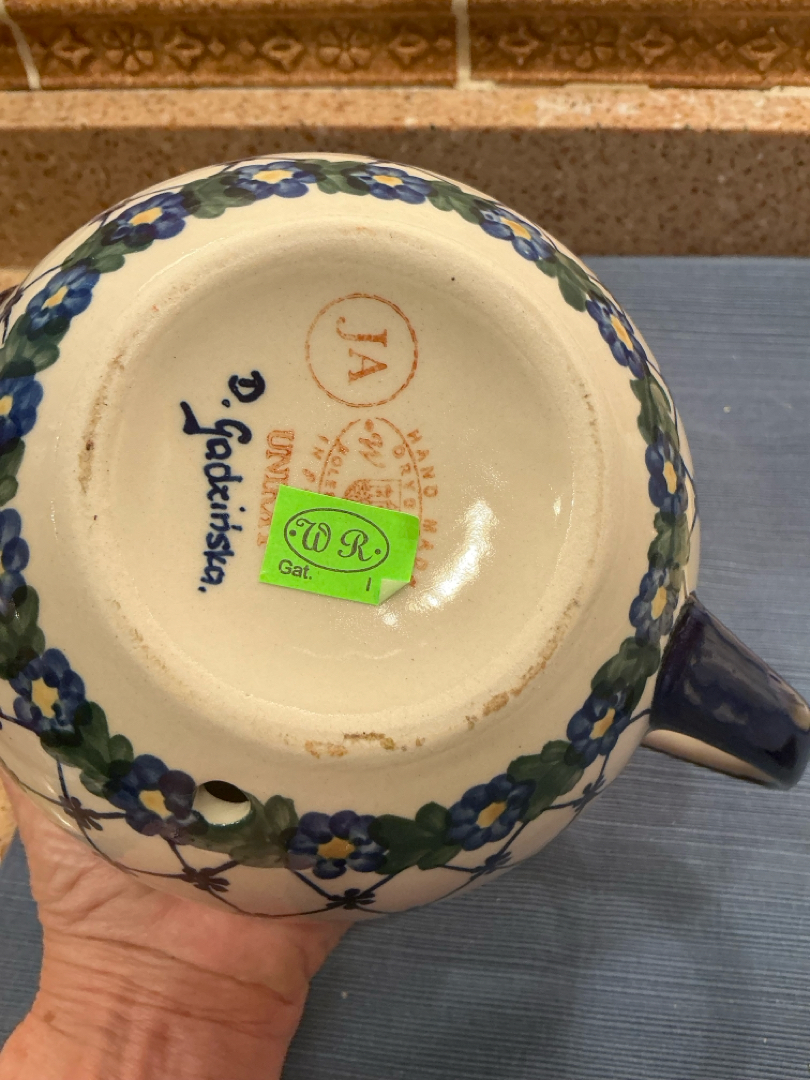 JA
HAND MADE
W
UNIKAT
D. Gadzińska.
W R
Gat. I